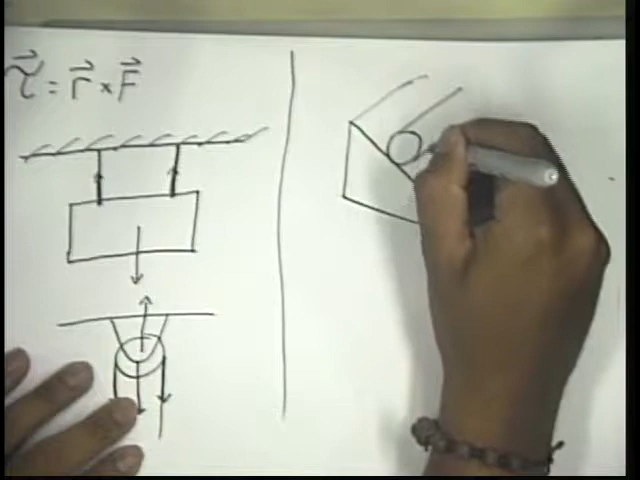 τ⃗ = r⃗ × F⃗